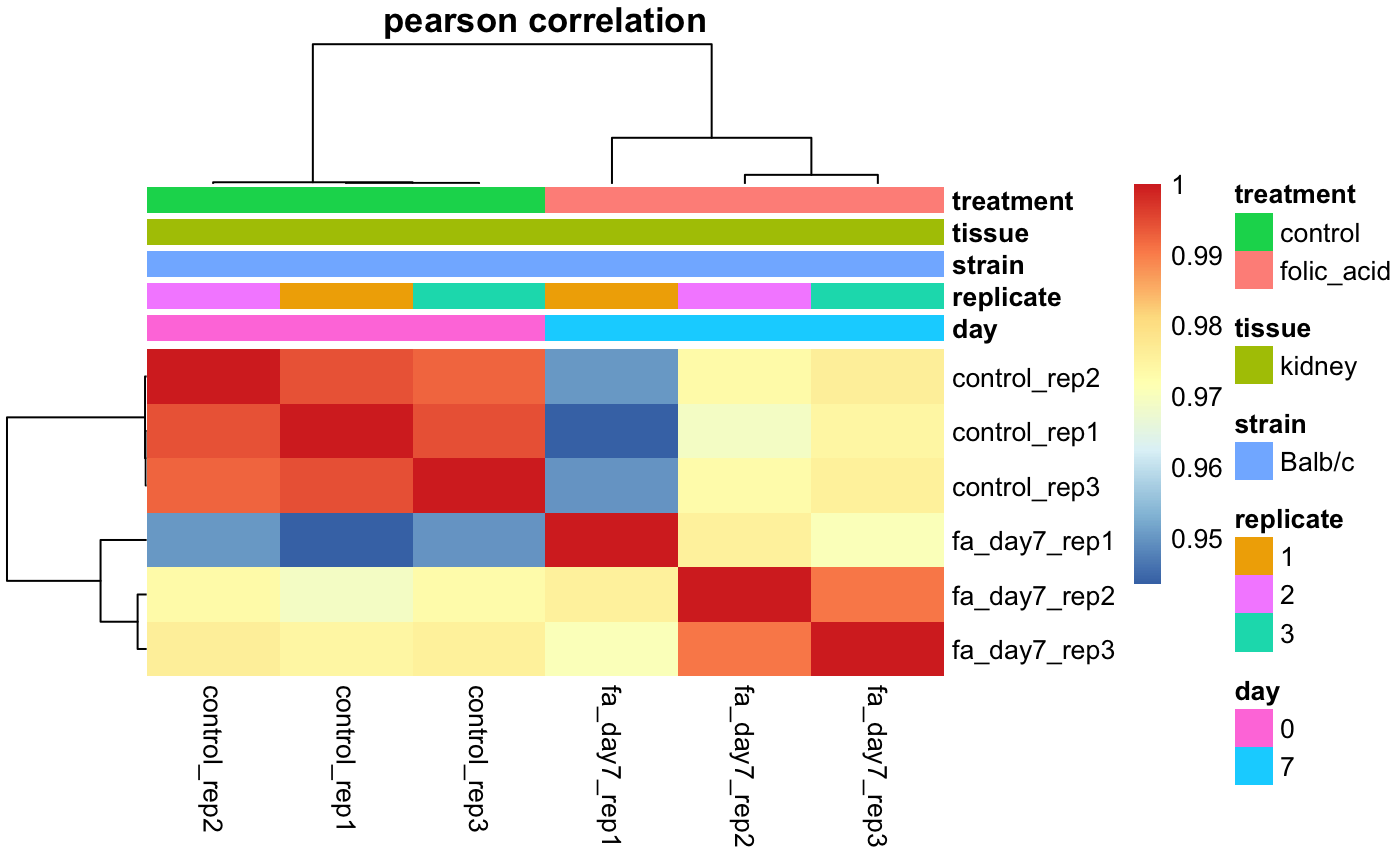 pearson correlation
treatment
tissue
strain
replicate
day
control_rep2
control_rep1
control_rep3
fa_day7_rep1
fa_day7_rep2
fa_day7_rep3
control_rep2
control_rep1
control_rep3
fa_day7_rep1
fa_day7_rep2
fa_day7_rep3
1
0.99
0.98
0.97
0.96
0.95
treatment
control
folic_acid
tissue
kidney
strain
Balb/c
replicate
1
2
3
day
0
7